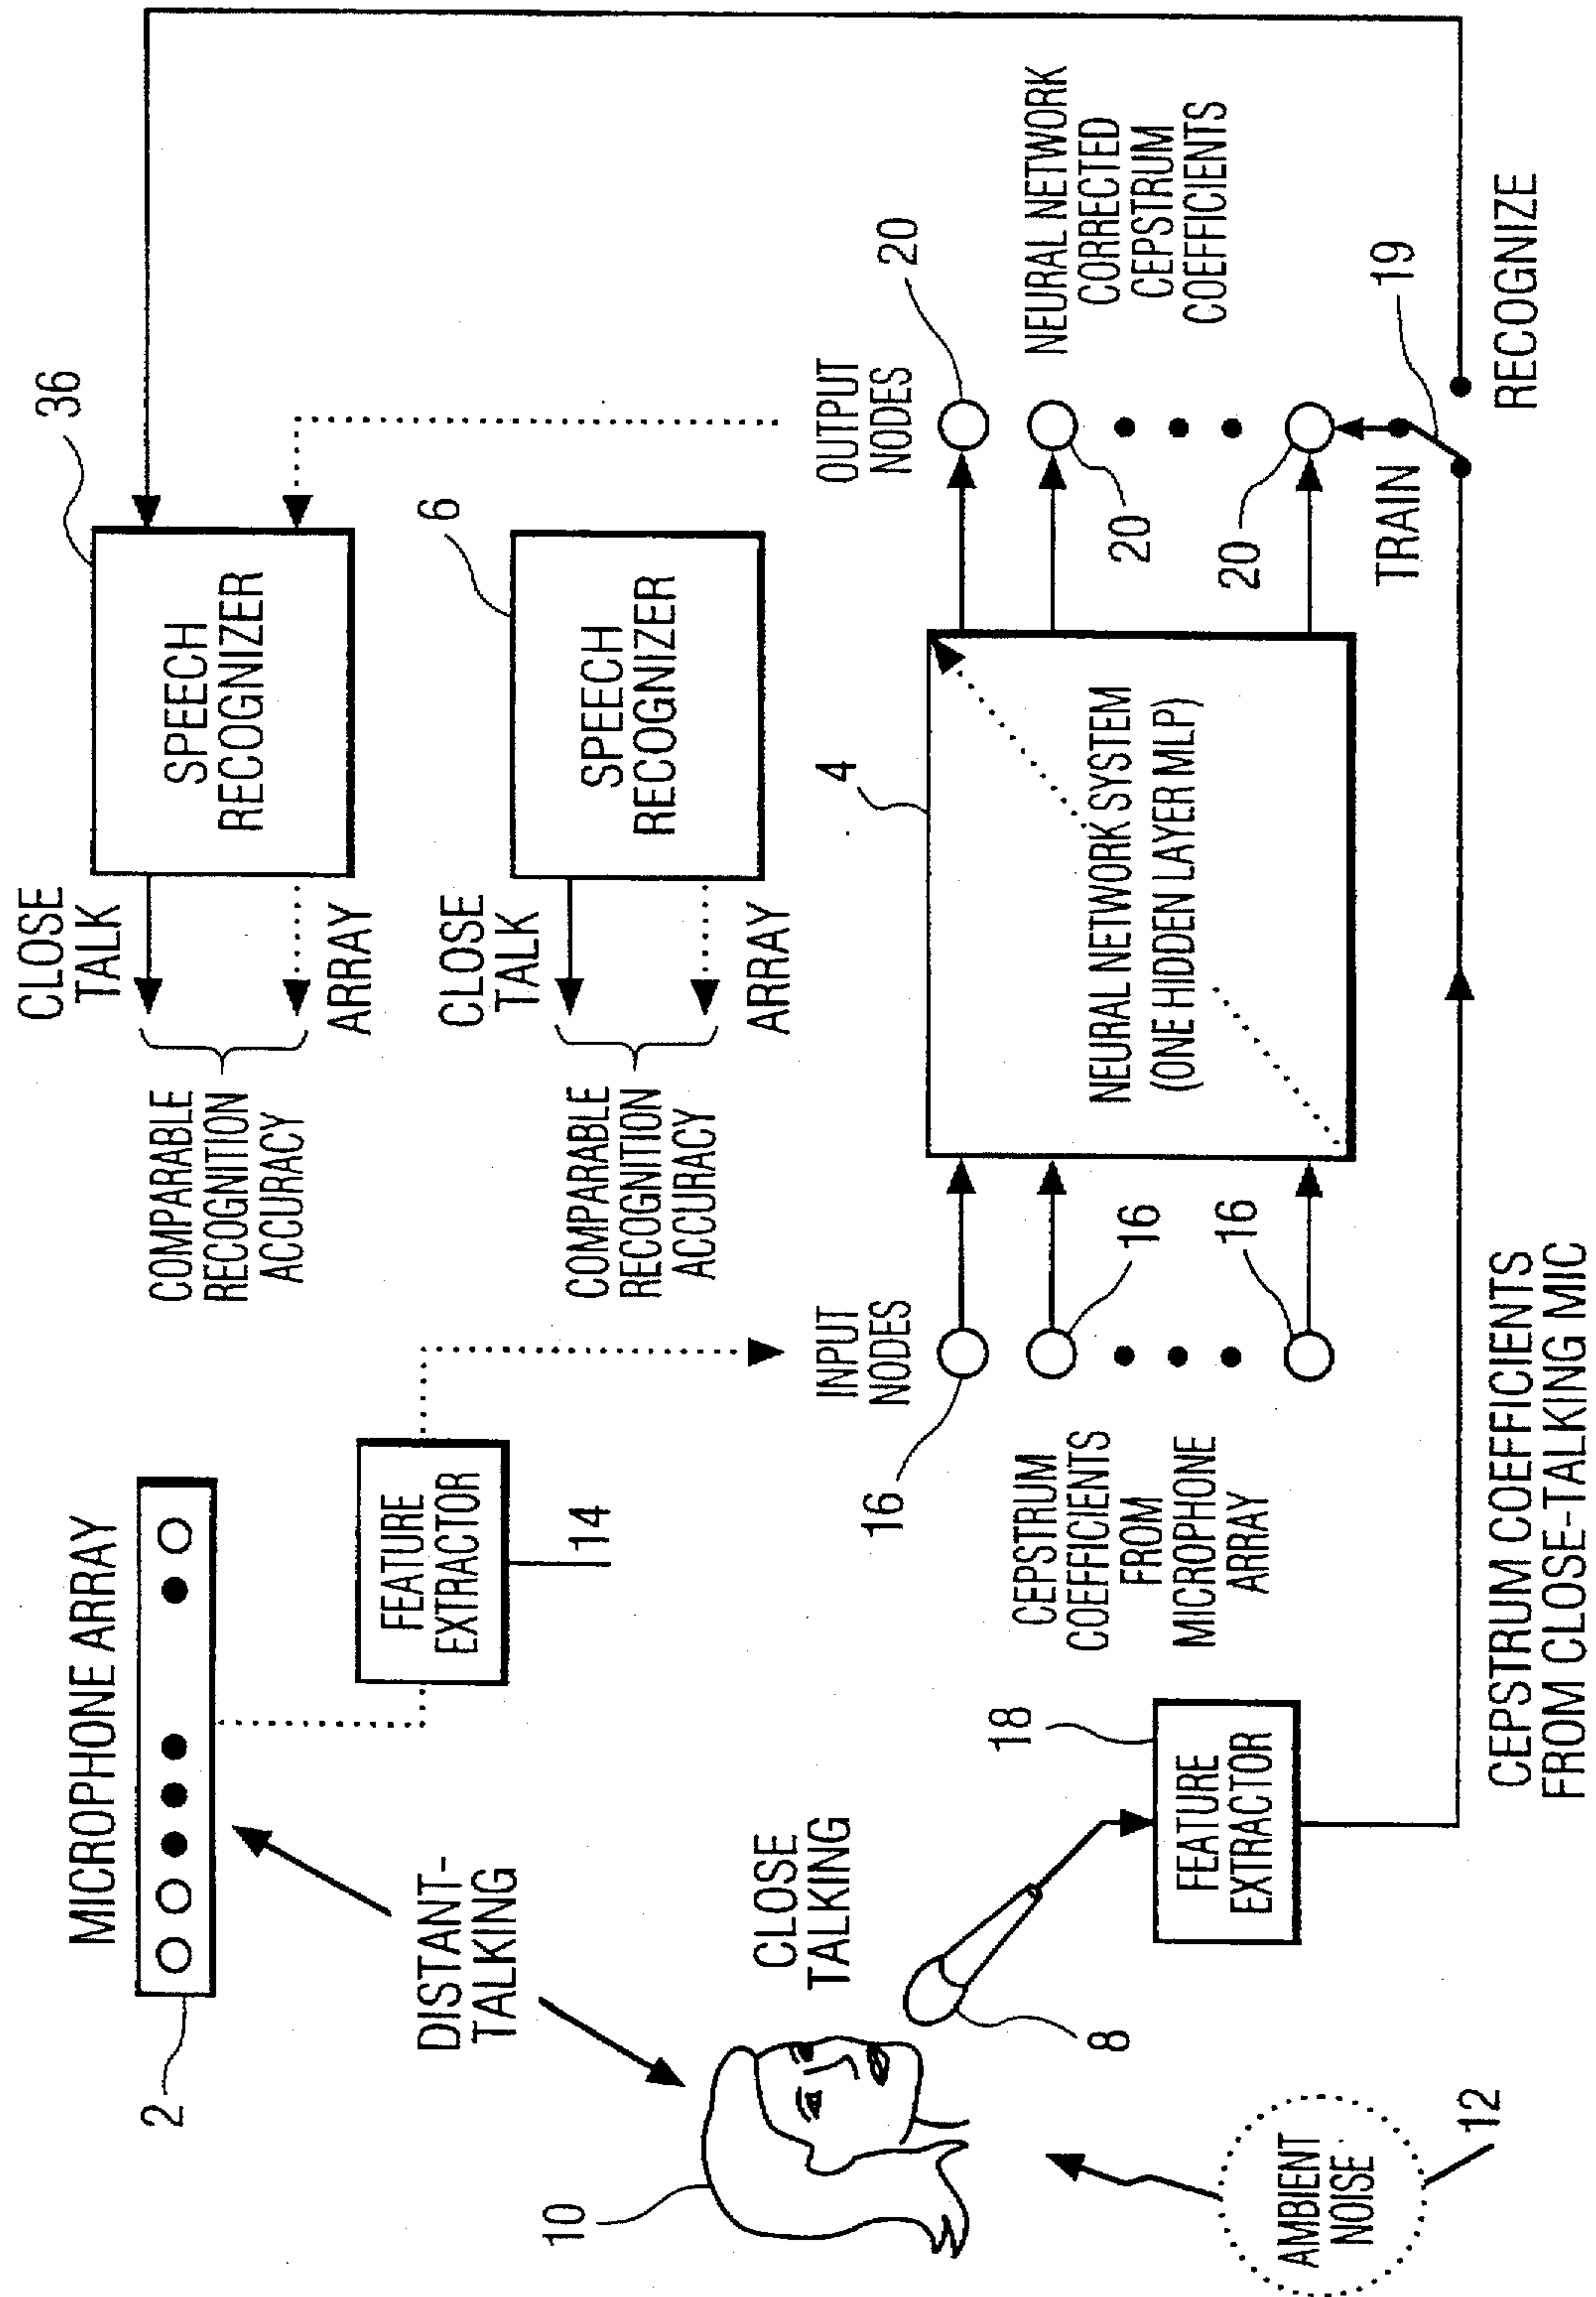 MICROPHONE ARRAY
2
DISTANT-
TALKING
10
AMBIENT
NOISE
12
CLOSE
TALKING
8
FEATURE
EXTRACTOR
14
18
FEATURE
EXTRACTOR
CEPSTRUM COEFFICIENTS
FROM CLOSE-TALKING MIC
CEPSTRUM
COEFFICIENTS
FROM
MICROPHONE
ARRAY
INPUT
NODES
16
16
16
4
NEURAL NETWORK SYSTEM
(ONE HIDDEN LAYER MLP)
COMPARABLE
RECOGNITION
ACCURACY
CLOSE
TALK
ARRAY
SPEECH
RECOGNIZER
36
COMPARABLE
RECOGNITION
ACCURACY
CLOSE
TALK
ARRAY
SPEECH
RECOGNIZER
6
OUTPUT
NODES
20
20
20
NEURAL NETWORK
CORRECTED
CEPSTRUM
COEFFICIENTS
TRAIN
19
RECOGNIZE